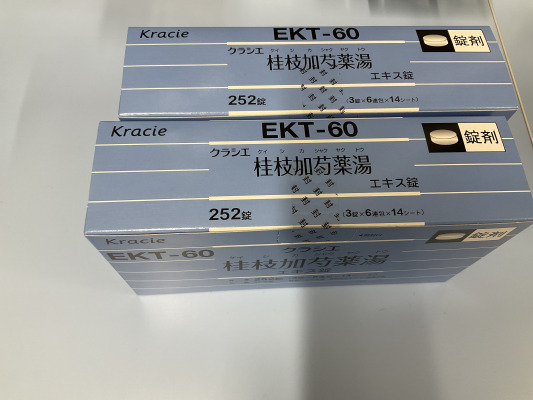 Kracie
EKT-60
錠剤
クラシエ
ケイ シ カ シャク ヤク トウ
桂枝加芍薬湯
エキス錠
252錠
(3錠×6連包×14シート)
Kracie
EKT-60
錠剤
クラシエ
ケイ シ カ シャク ヤク トウ
桂枝加芍薬湯
エキス錠
252錠
(3錠×6連包×14シート)
Kracie
EKT-60
クラシエ
錠剤
桂枝加芍薬湯
エキス錠